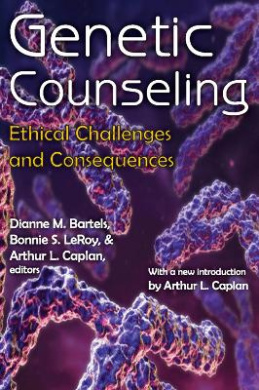 Genetic
Counseling
Ethical Challenges
and Consequences
Dianne M. Bartels,
Bonnie S. LeRoy, &
Arthur L. Caplan,
editors
With a new introduction
by Arthur L. Caplan